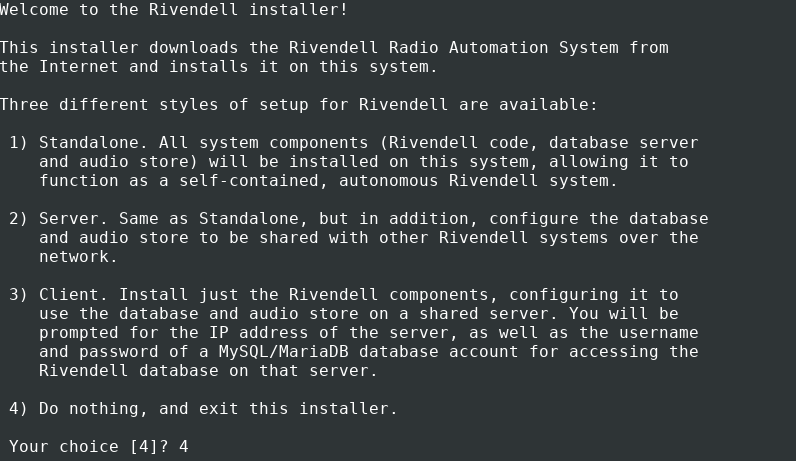 Welcome to the Rivendell installer!
This installer downloads the Rivendell Radio Automation System from
the Internet and installs it on this system.
Three different styles of setup for Rivendell are available:
1) Standalone. All system components (Rivendell code, database server
and audio store) will be installed on this system, allowing it to
function as a self-contained, autonomous Rivendell system.
2) Server. Same as Standalone, but in addition, configure the database
and audio store to be shared with other Rivendell systems over the
network.
3) Client. Install just the Rivendell components, configuring it to
use the database and audio store on a shared server. You will be
prompted for the IP address of the server, as well as the username
and password of a MySQL/MariaDB database account for accessing the
Rivendell database on that server.
4) Do nothing, and exit this installer.
Your choice [4]? 4